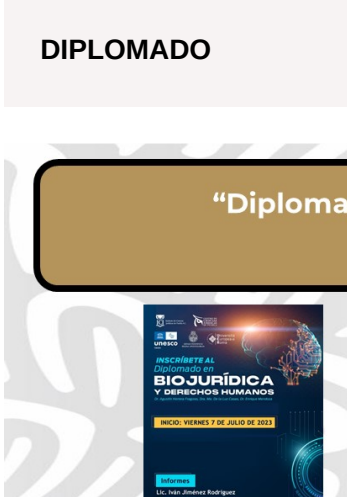 DIPLOMADO
“Diploma
unesco
INSCRÍBETE AL
Diplomado en
BIOJURÍDICA
Y DERECHOS HUMANOS
INICIO: VIERNES 7 DE JULIO DE 2023
Informes
Lic. Iván Jiménez Rodríguez